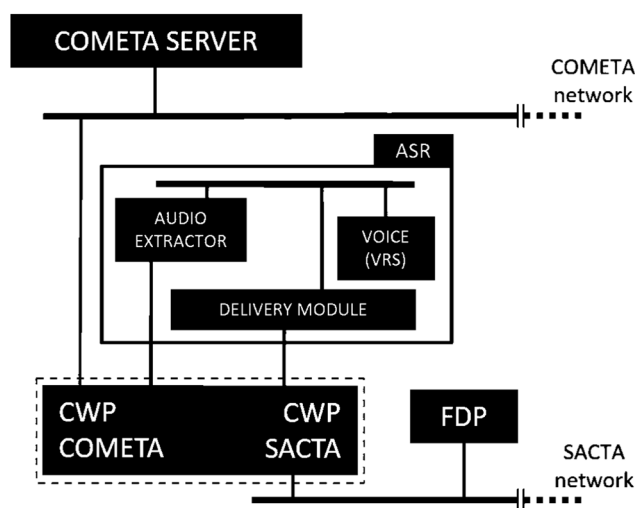 COMETA SERVER
COMETA
network
ASR
AUDIO
EXTRACTOR
VOICE
(VRS)
DELIVERY MODULE
CWP
COMETA
CWP
SACTA
FDP
SACTA
network